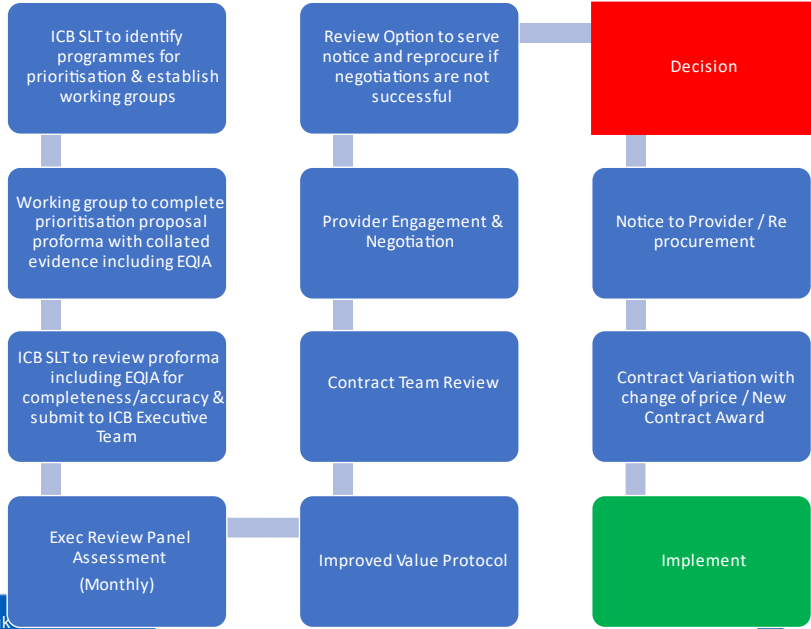 ICB SLT to identify
programmes for
prioritisation & establish
working groups
Working group to complete
prioritisation proposal
proforma with collated
evidence including EQIA
ICB SLT to review proforma
including EQIA for
completeness/accuracy &
submit to ICB Executive
Team
Exec Review Panel
Assessment
(Monthly)
Improved Value Protocol
Contract Team Review
Provider Engagement &
Negotiation
Review Option to serve
notice and reprocure if
negotiations are not
successful
Decision
Notice to Provider / Re
procurement
Contract Variation with
change of price / New
Contract Award
Implement